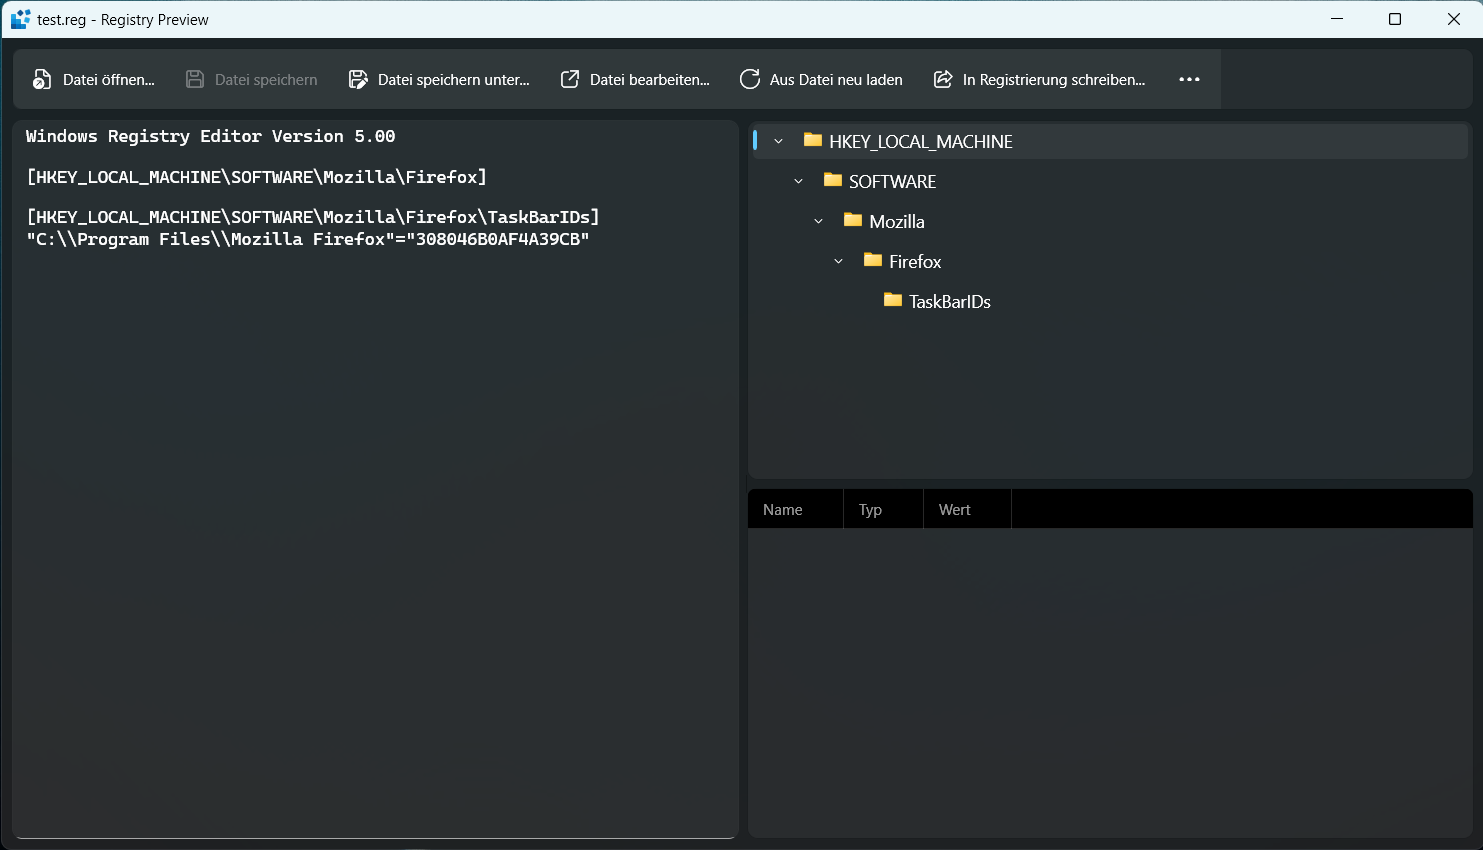 test.reg - Registry Preview
Datei öffnen... Datei speichern Datei speichern unter... Datei bearbeiten... Aus Datei neu laden In Registrierung schreiben...
Windows Registry Editor Version 5.00
[HKEY_LOCAL_MACHINE\SOFTWARE\Mozilla\Firefox]
[HKEY_LOCAL_MACHINE\SOFTWARE\Mozilla\Firefox\TaskBarIDs]
"C:\\Program Files\\Mozilla Firefox"="308046B0AF4A39CB"
HKEY_LOCAL_MACHINE
SOFTWARE
Mozilla
Firefox
TaskBarIDs
Name Typ Wert